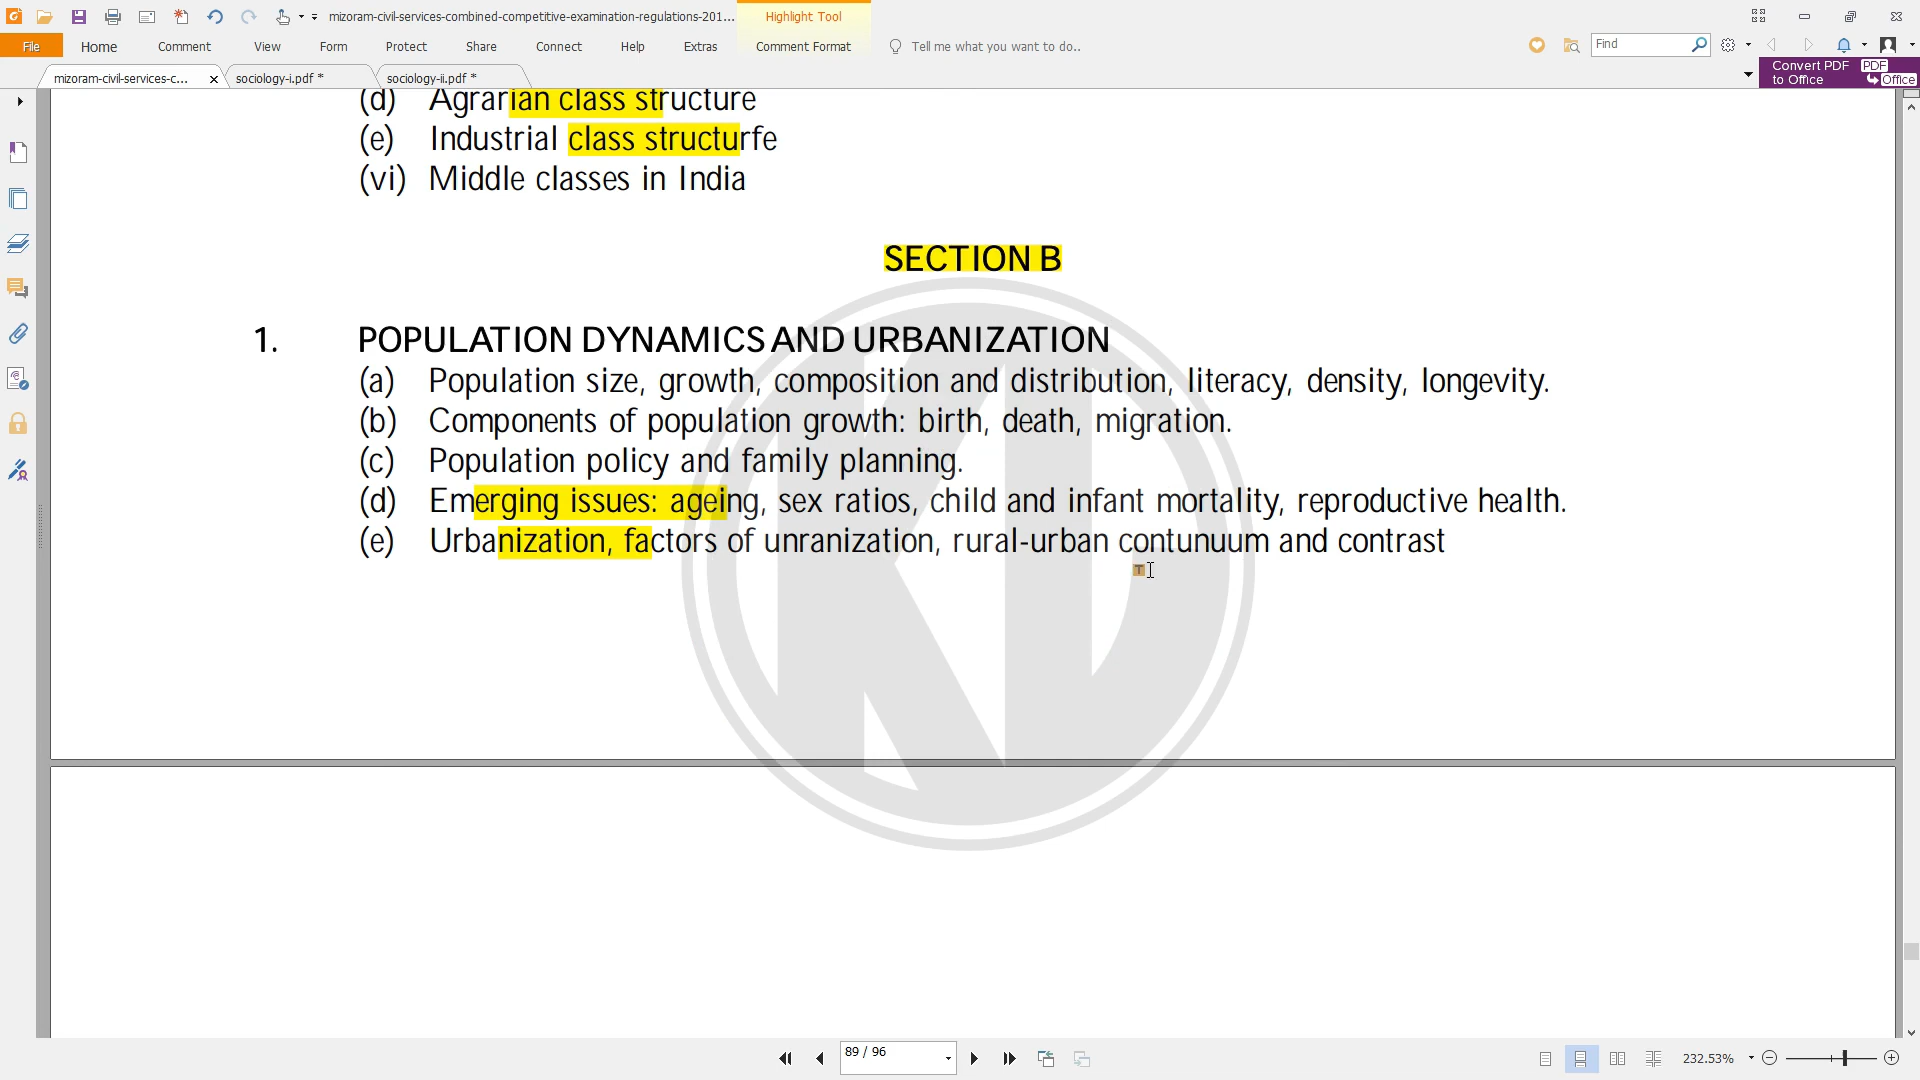 mizoram-civil-services-combined-competitive-examination-regulations-201...
Highlight Tool
File
Home
Comment
View
Form
Protect
Share
Connect
Help
Extras
Comment Format
Tell me what you want to do..
Find
mizoram-civil-services-c...
sociology-i.pdf *
sociology-ii.pdf *
Convert PDF
to Office
PDF
Office
(d) Agrarian class structure
(e) Industrial class structurfe
(vi) Middle classes in India
SECTION B
1. POPULATION DYNAMICS AND URBANIZATION
(a) Population size, growth, composition and distribution, literacy, density, longevity.
(b) Components of population growth: birth, death, migration.
(c) Population policy and family planning.
(d) Emerging issues: ageing, sex ratios, child and infant mortality, reproductive health.
(e) Urbanization, factors of unranization, rural-urban contunuum and contrast
T
KD
89 / 96
232.53%